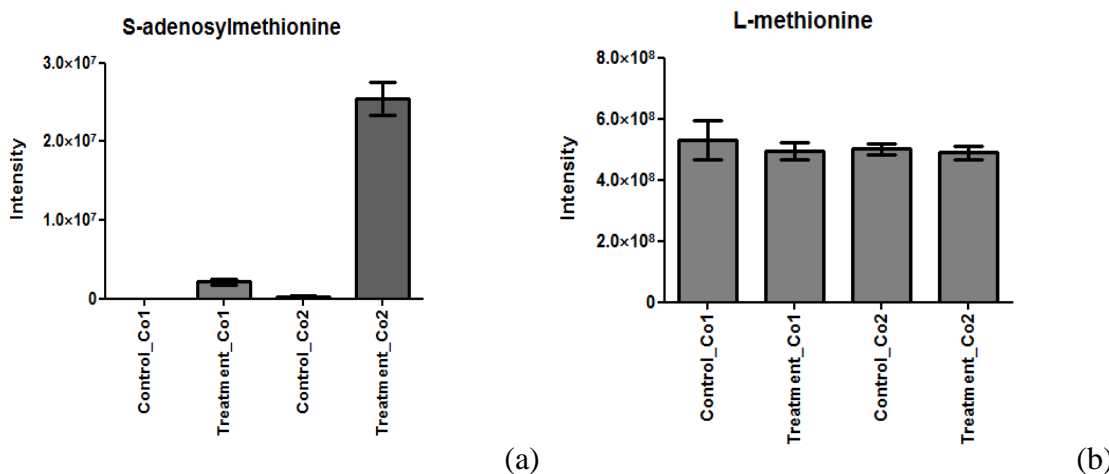 S-adenosylmethionine
3.0×10⁷
2.0×10⁷
1.0×10⁷
0
Intensity
Control_Co1
Treatment_Co1
Control_Co2
Treatment_Co2
(a)
L-methionine
8.0×10⁸
6.0×10⁸
4.0×10⁸
2.0×10⁸
0
Intensity
Control_Co1
Treatment_Co1
Control_Co2
Treatment_Co2
(b)